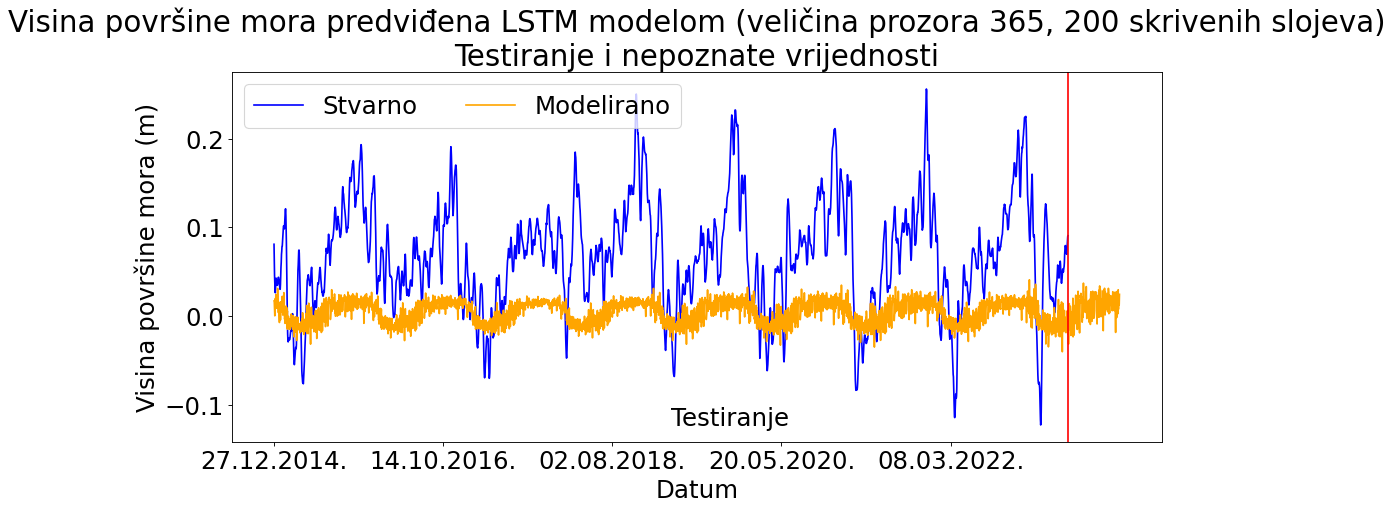 Visina površine mora predviđena LSTM modelom (veličina prozora 365, 200 skrivenih slojeva)
Testiranje i nepoznate vrijednosti
Stvarno
Modelirano
Visina površine mora (m)
0.2
0.1
0.0
−0.1
Testiranje
27.12.2014.
14.10.2016.
02.08.2018.
20.05.2020.
08.03.2022.
Datum